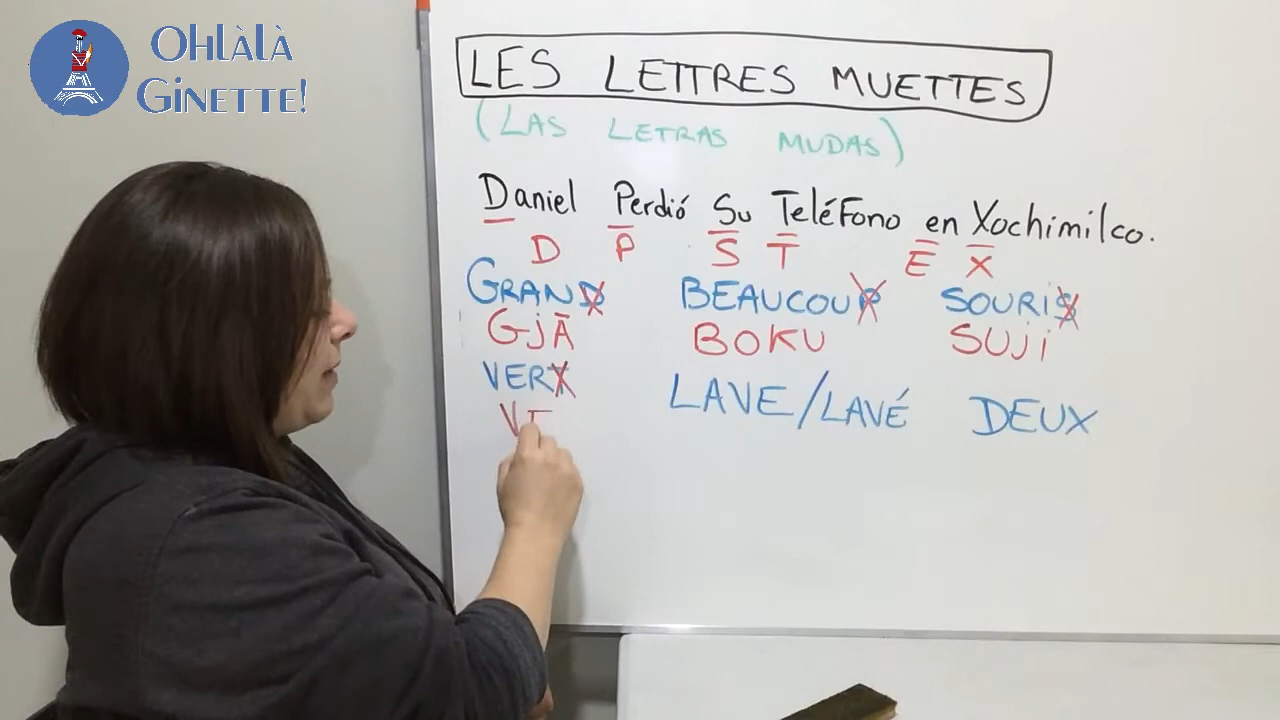 OHLÀLÀ
GINETTE!
LES LETTRES MUETTES
(LAS LETRAS MUDAS)
Daniel Perdió Su Teléfono en Xochimilco.
D P S T E X
GRAND BEAUCOUP SOURIS
GjĀ BOKU SUji
VERT LAVE/LAVÉ DEUX